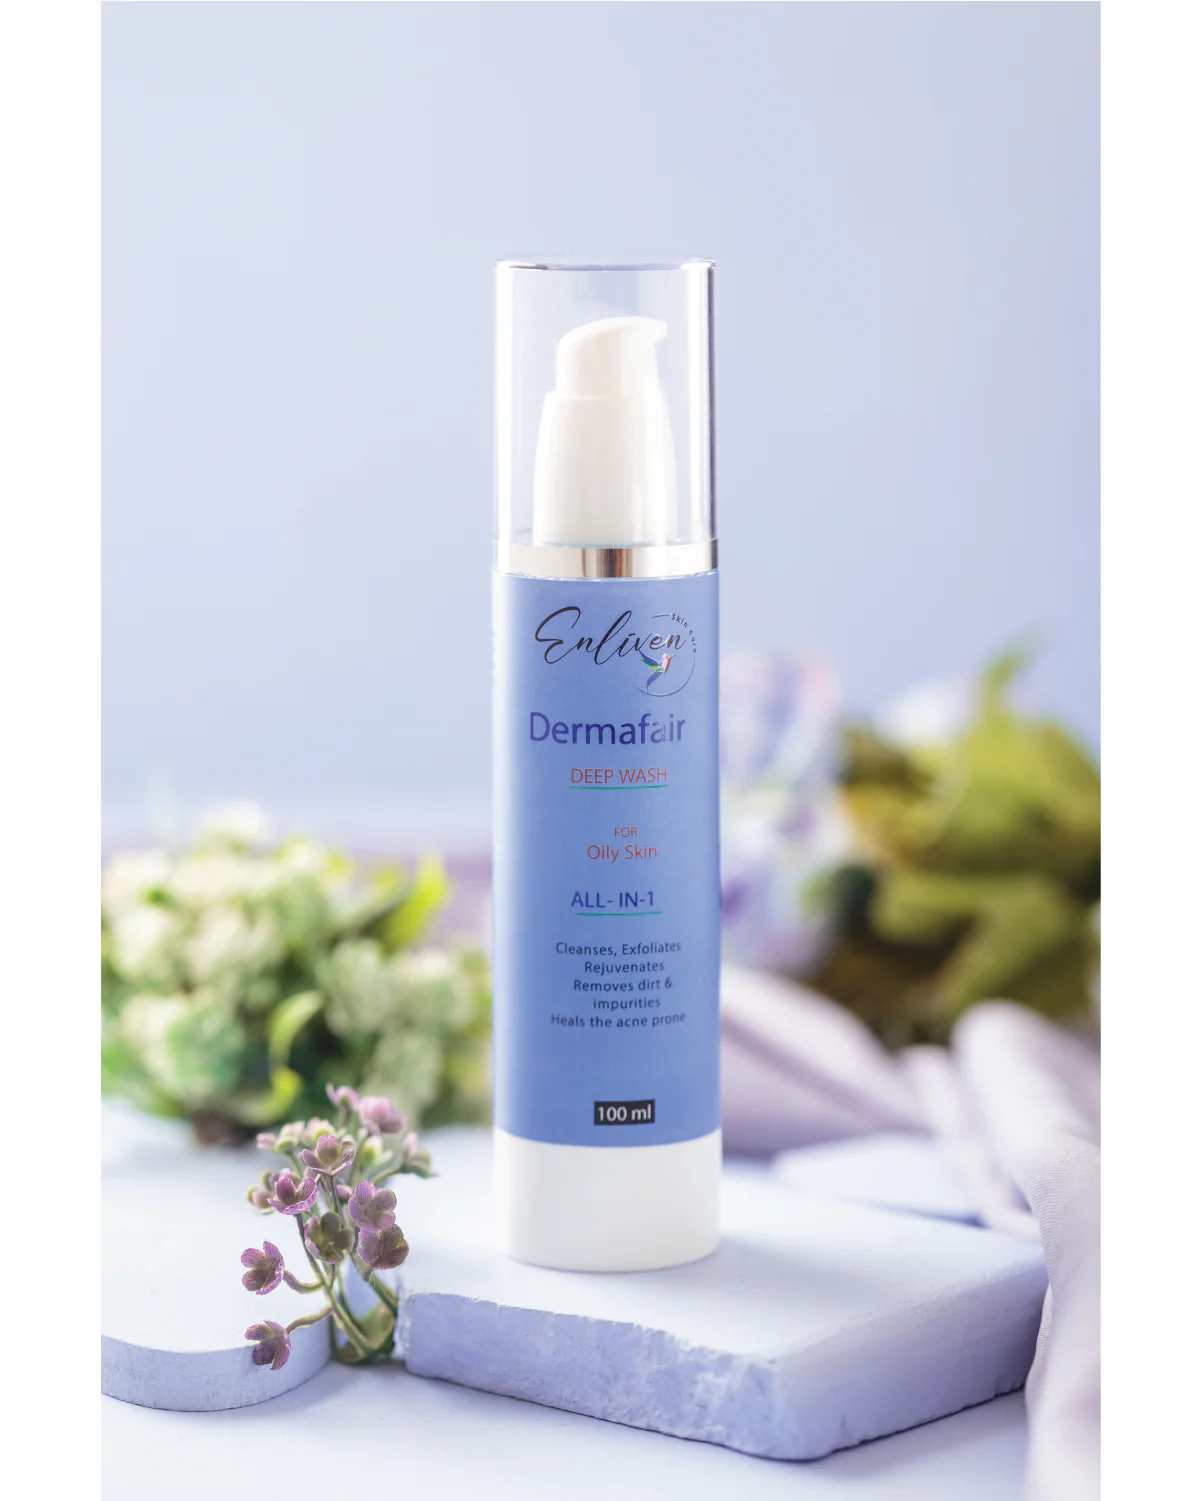 Enliven
Skin Care
Dermafair
DEEP WASH
FOR
Oily Skin
ALL- IN-1
Cleanses, Exfoliates
Rejuvenates
Removes dirt &
impurities
Heals the acne prone
100 ml